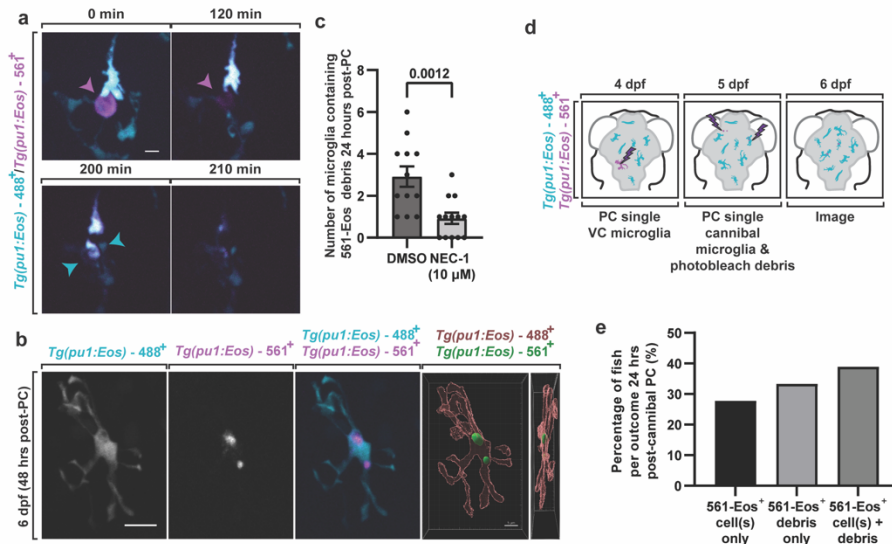 a
0 min
120 min
200 min
210 min
Tg(pu1:Eos) - 488+/Tg(pu1:Eos) - 561+
b
Tg(pu1:Eos) - 488+
Tg(pu1:Eos) - 561+
Tg(pu1:Eos) - 488+
Tg(pu1:Eos) - 561+
Tg(pu1:Eos) - 488+
Tg(pu1:Eos) - 561+
6 dpf (48 hrs post-PC)
c
Number of microglia containing
561-Eos+ debris 24 hours post-PC
8
6
4
2
0
0.0012
DMSO
NEC-1
(10 µM)
d
Tg(pu1:Eos) - 488+
Tg(pu1:Eos) - 561+
4 dpf
5 dpf
6 dpf
PC single
VC microglia
PC single
cannibal
microglia &
photobleach debris
Image
e
Percentage of fish
per outcome 24 hrs
post-cannibal PC (%)
50
40
30
20
10
0
561-Eos+
cell(s)
only
561-Eos+
debris
only
561-Eos+
cell(s) +
debris